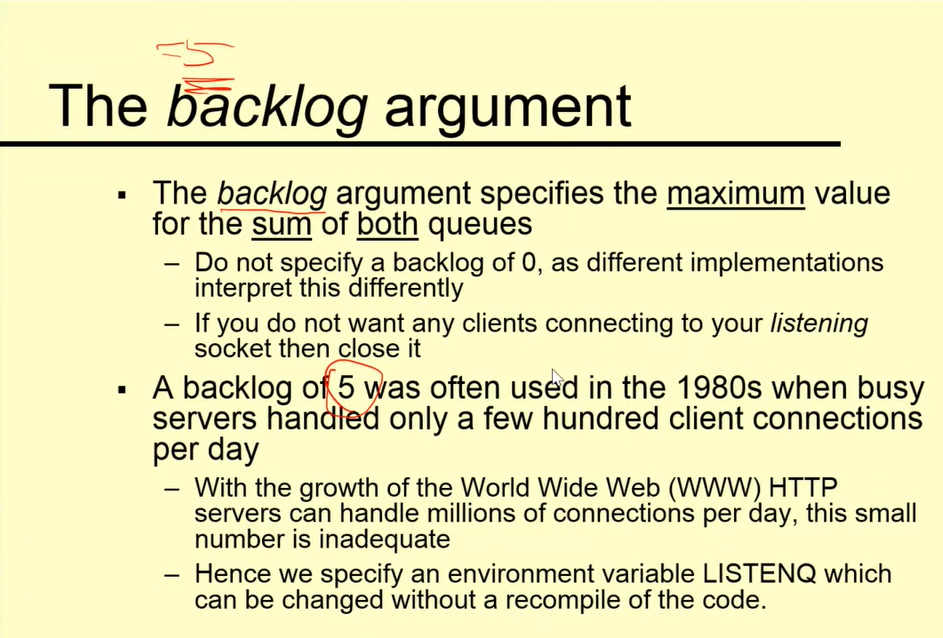 5
The backlog argument
▪ The backlog argument specifies the maximum value
for the sum of both queues
– Do not specify a backlog of 0, as different implementations
interpret this differently
– If you do not want any clients connecting to your listening
socket then close it
▪ A backlog of 5 was often used in the 1980s when busy
servers handled only a few hundred client connections
per day
– With the growth of the World Wide Web (WWW) HTTP
servers can handle millions of connections per day, this small
number is inadequate
– Hence we specify an environment variable LISTENQ which
can be changed without a recompile of the code.